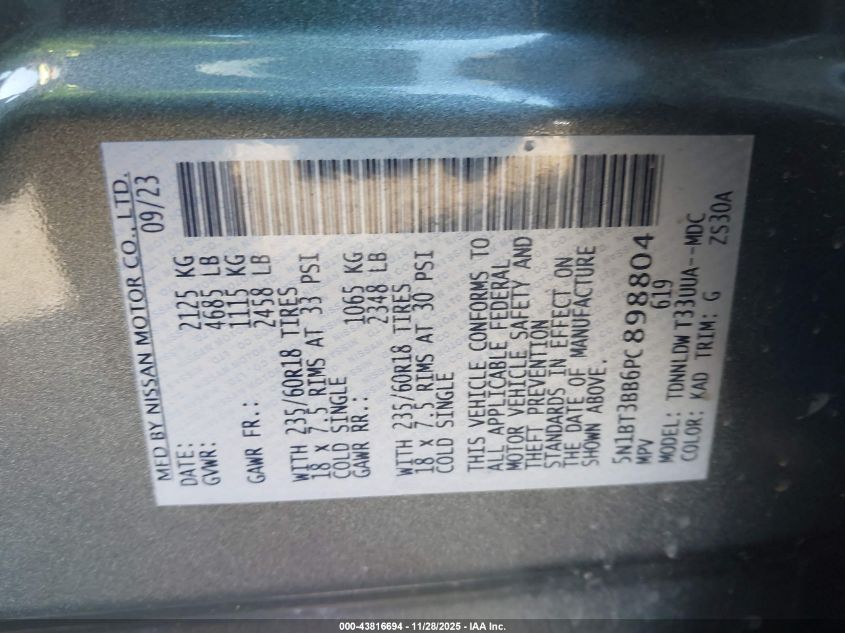 MFD BY NISSAN MOTOR CO., LTD.
DATE: 09/23
GVWR: 2125 KG
4685 LB
GAWR FR.: 1115 KG
2458 LB
WITH 235/60R18 TIRES
18 x 7.5 RIMS AT 33 PSI
COLD SINGLE
GAWR RR.: 1065 KG
2348 LB
WITH 235/60R18 TIRES
18 x 7.5 RIMS AT 30 PSI
COLD SINGLE
THIS VEHICLE CONFORMS TO
ALL APPLICABLE FEDERAL
MOTOR VEHICLE SAFETY AND
THEFT PREVENTION
STANDARDS IN EFFECT ON
THE DATE OF MANUFACTURE
SHOWN ABOVE.
5N1BT3BB6PC898804
MPV 619
MODEL: TDNNLDWT33UUA--MDC
COLOR: KAD TRIM: G ZS30A
000-43816694 - 11/28/2025 - IAA Inc.